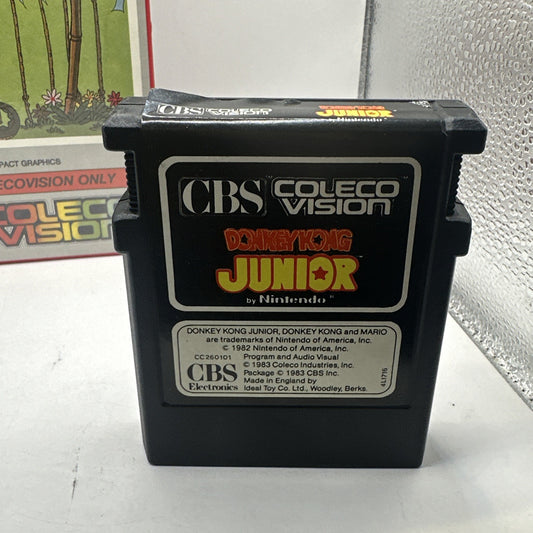 PACT GRAPHICS
ECOVISION ONLY
COLECO
VISION
CBS COLECO
VISION
JUNIOR
by Nintendo
CBS COLECO
VISION
DONKEY KONG
JUNIOR
by Nintendo
DONKEY KONG JUNIOR, DONKEY KONG and MARIO
are trademarks of Nintendo of America, Inc.
© 1982 Nintendo of America, Inc.
CC260101 Program and Audio Visual
© 1983 Coleco Industries, Inc.
CBS Package © 1983 CBS Inc.
Electronics Made in England by
Ideal Toy Co. Ltd., Woodley, Berks.
4L1716